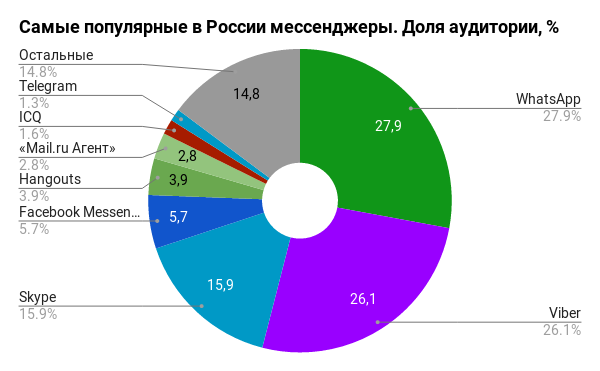 Самые популярные в России мессенджеры. Доля аудитории, %
Остальные
14.8%
Telegram
1.3%
ICQ
1.6%
«Mail.ru Агент»
2.8%
Hangouts
3.9%
Facebook Messen…
5.7%
Skype
15.9%
WhatsApp
27.9%
Viber
26.1%
14,8
27,9
2,8
3,9
5,7
15,9
26,1